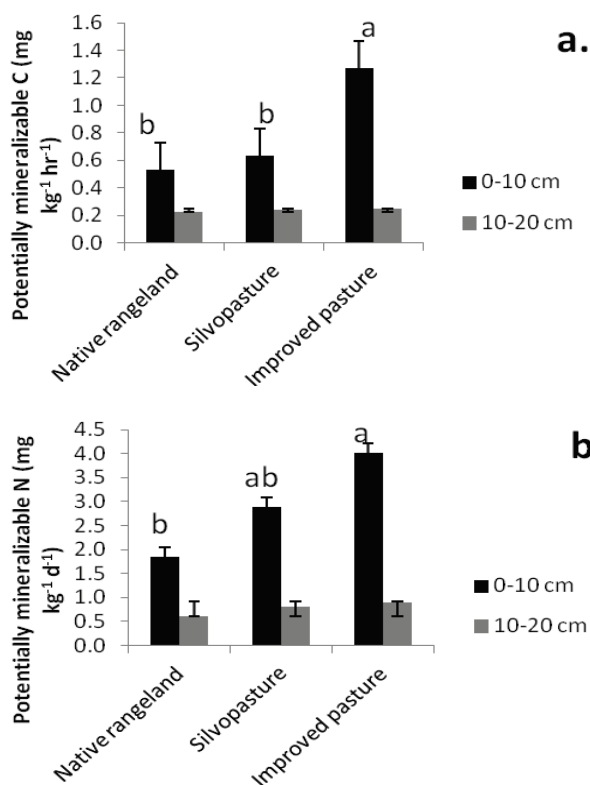 Potentially mineralizable C (mg
kg-1 hr-1)
1.6
1.4
1.2
1.0
0.8
0.6
0.4
0.2
0.0
b
b
a
a.
0-10 cm
10-20 cm
Native rangeland
Silvopasture
Improved pasture
Potentially mineralizable N (mg
kg-1 d-1)
4.5
4.0
3.5
3.0
2.5
2.0
1.5
1.0
0.5
0.0
b
ab
a
b
0-10 cm
10-20 cm
Native rangeland
Silvopasture
Improved pasture